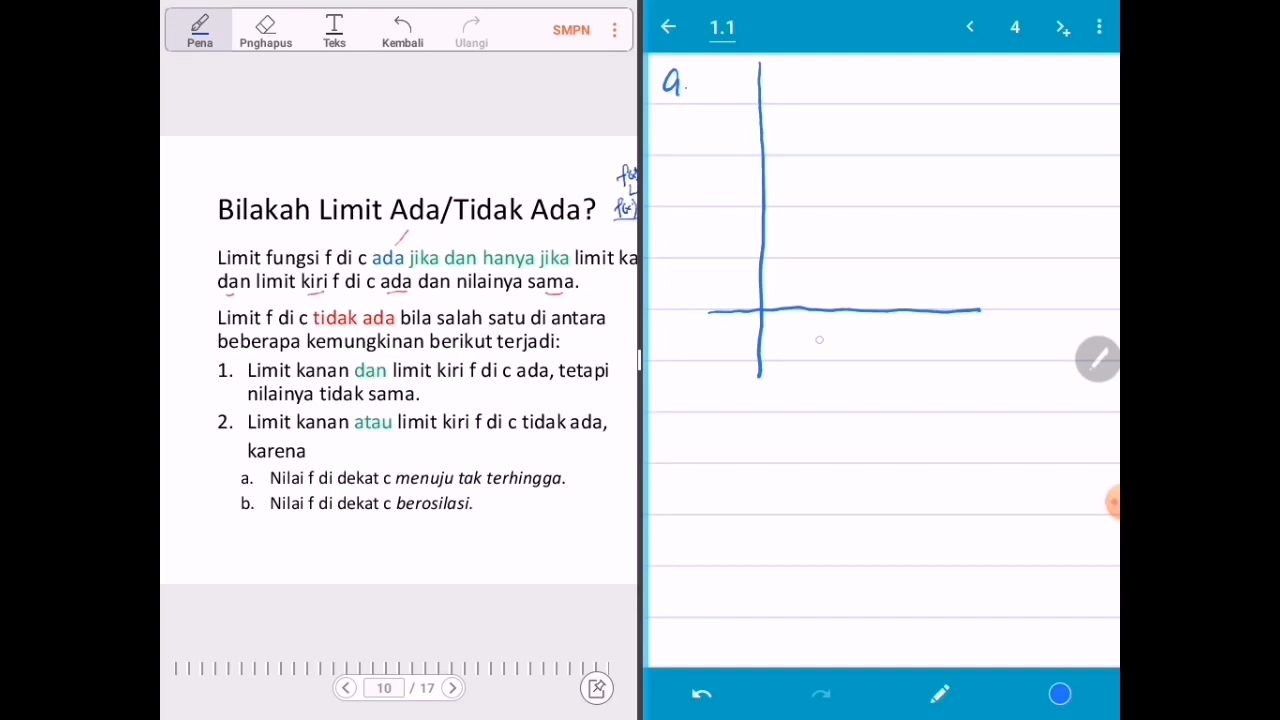 Pena Pnghapus Teks Kembali Ulangi SMPN
1.1 4
a.
f(x)
f(x)
Bilakah Limit Ada/Tidak Ada?
Limit fungsi f di c ada jika dan hanya jika limit ka
dan limit kiri f di c ada dan nilainya sama.
Limit f di c tidak ada bila salah satu di antara
beberapa kemungkinan berikut terjadi:
1. Limit kanan dan limit kiri f di c ada, tetapi
nilainya tidak sama.
2. Limit kanan atau limit kiri f di c tidak ada,
karena
a. Nilai f di dekat c menuju tak terhingga.
b. Nilai f di dekat c berosilasi.
10 / 17